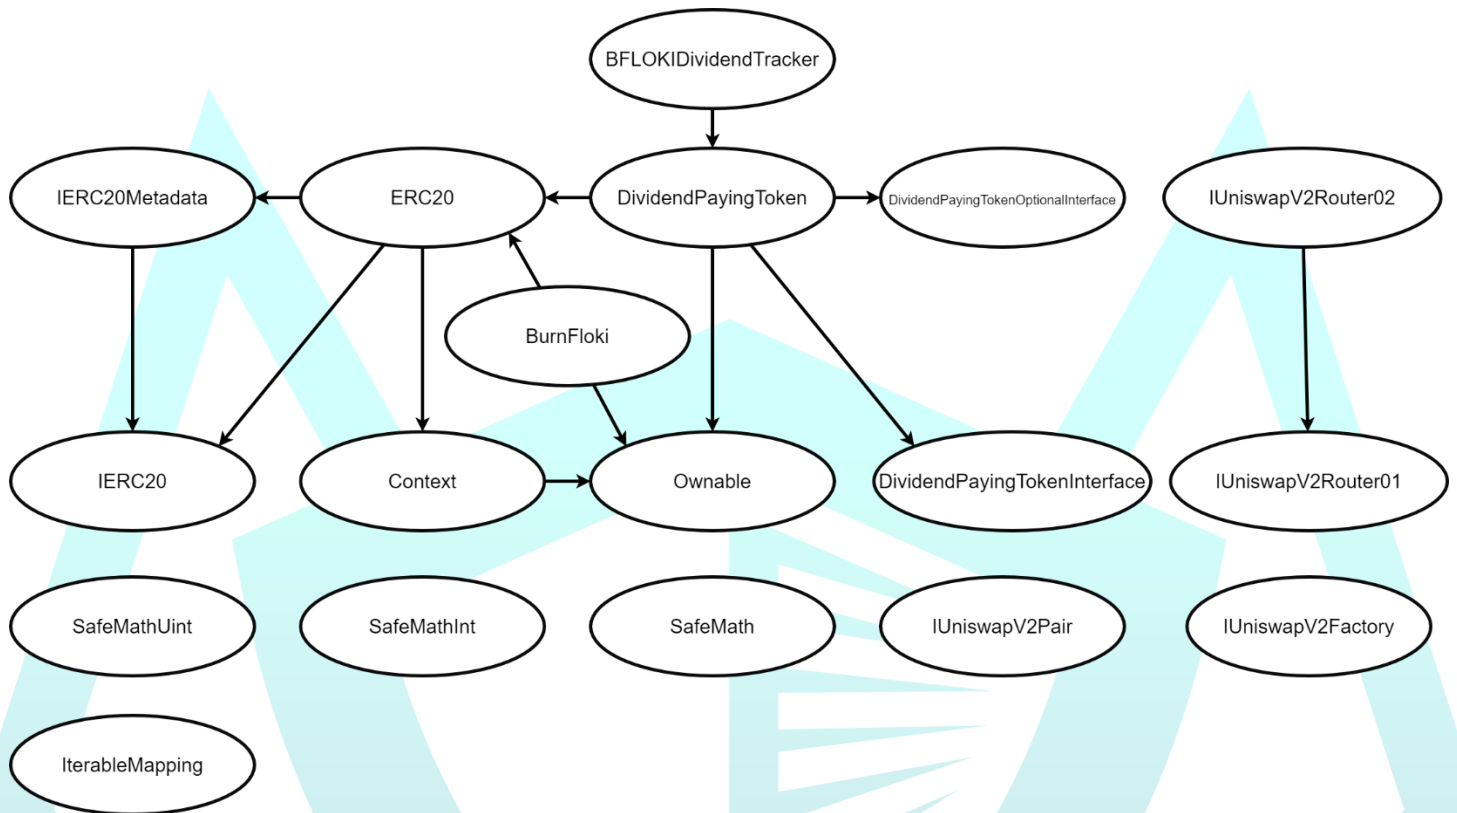 BFLOKIDividendTracker
IERC20Metadata
ERC20
DividendPayingToken
DividendPayingTokenOptionalInterface
IUniswapV2Router02
BurnFloki
IERC20
Context
Ownable
DividendPayingTokenInterface
IUniswapV2Router01
SafeMathUint
SafeMathInt
SafeMath
IUniswapV2Pair
IUniswapV2Factory
IterableMapping